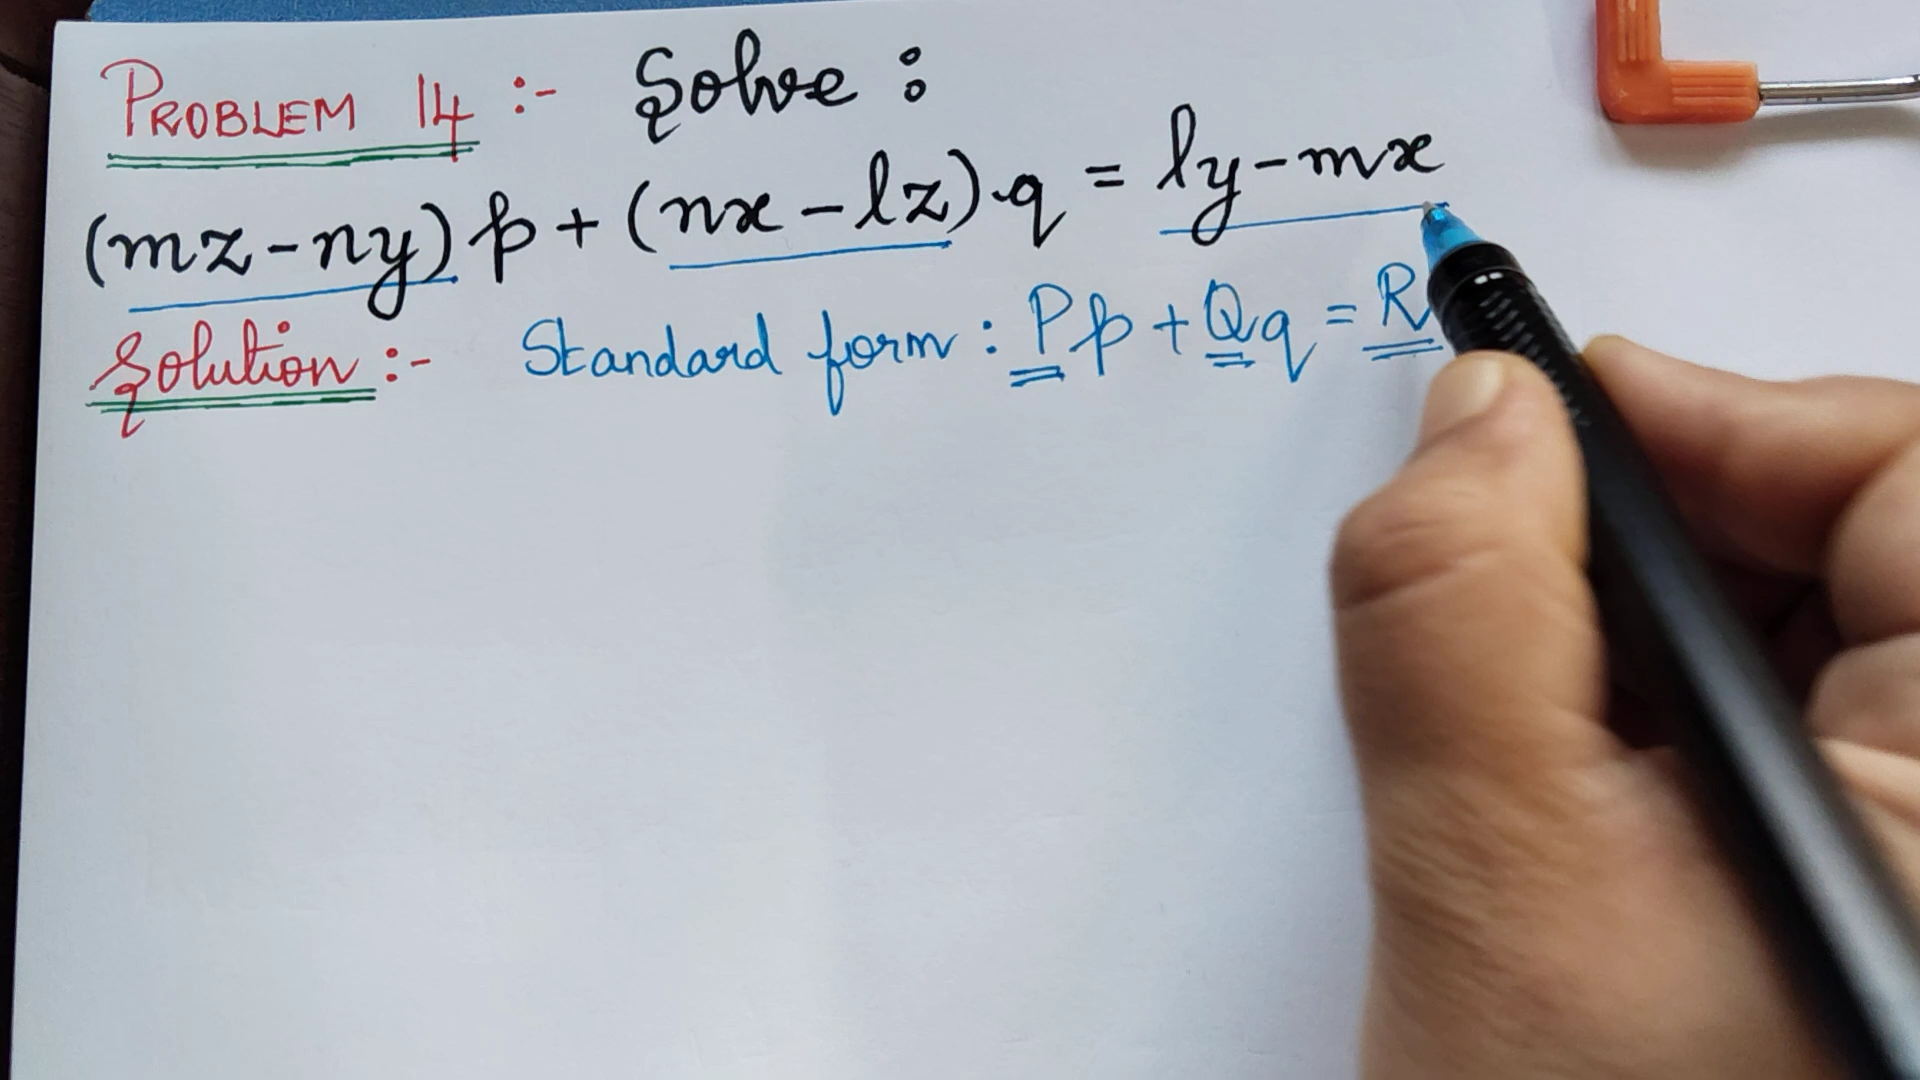 PROBLEM 14 :- Solve :
(mz-ny) p + (nx-lz).q = ly-mx
Solution :- Standard form : Pp + Qq = R